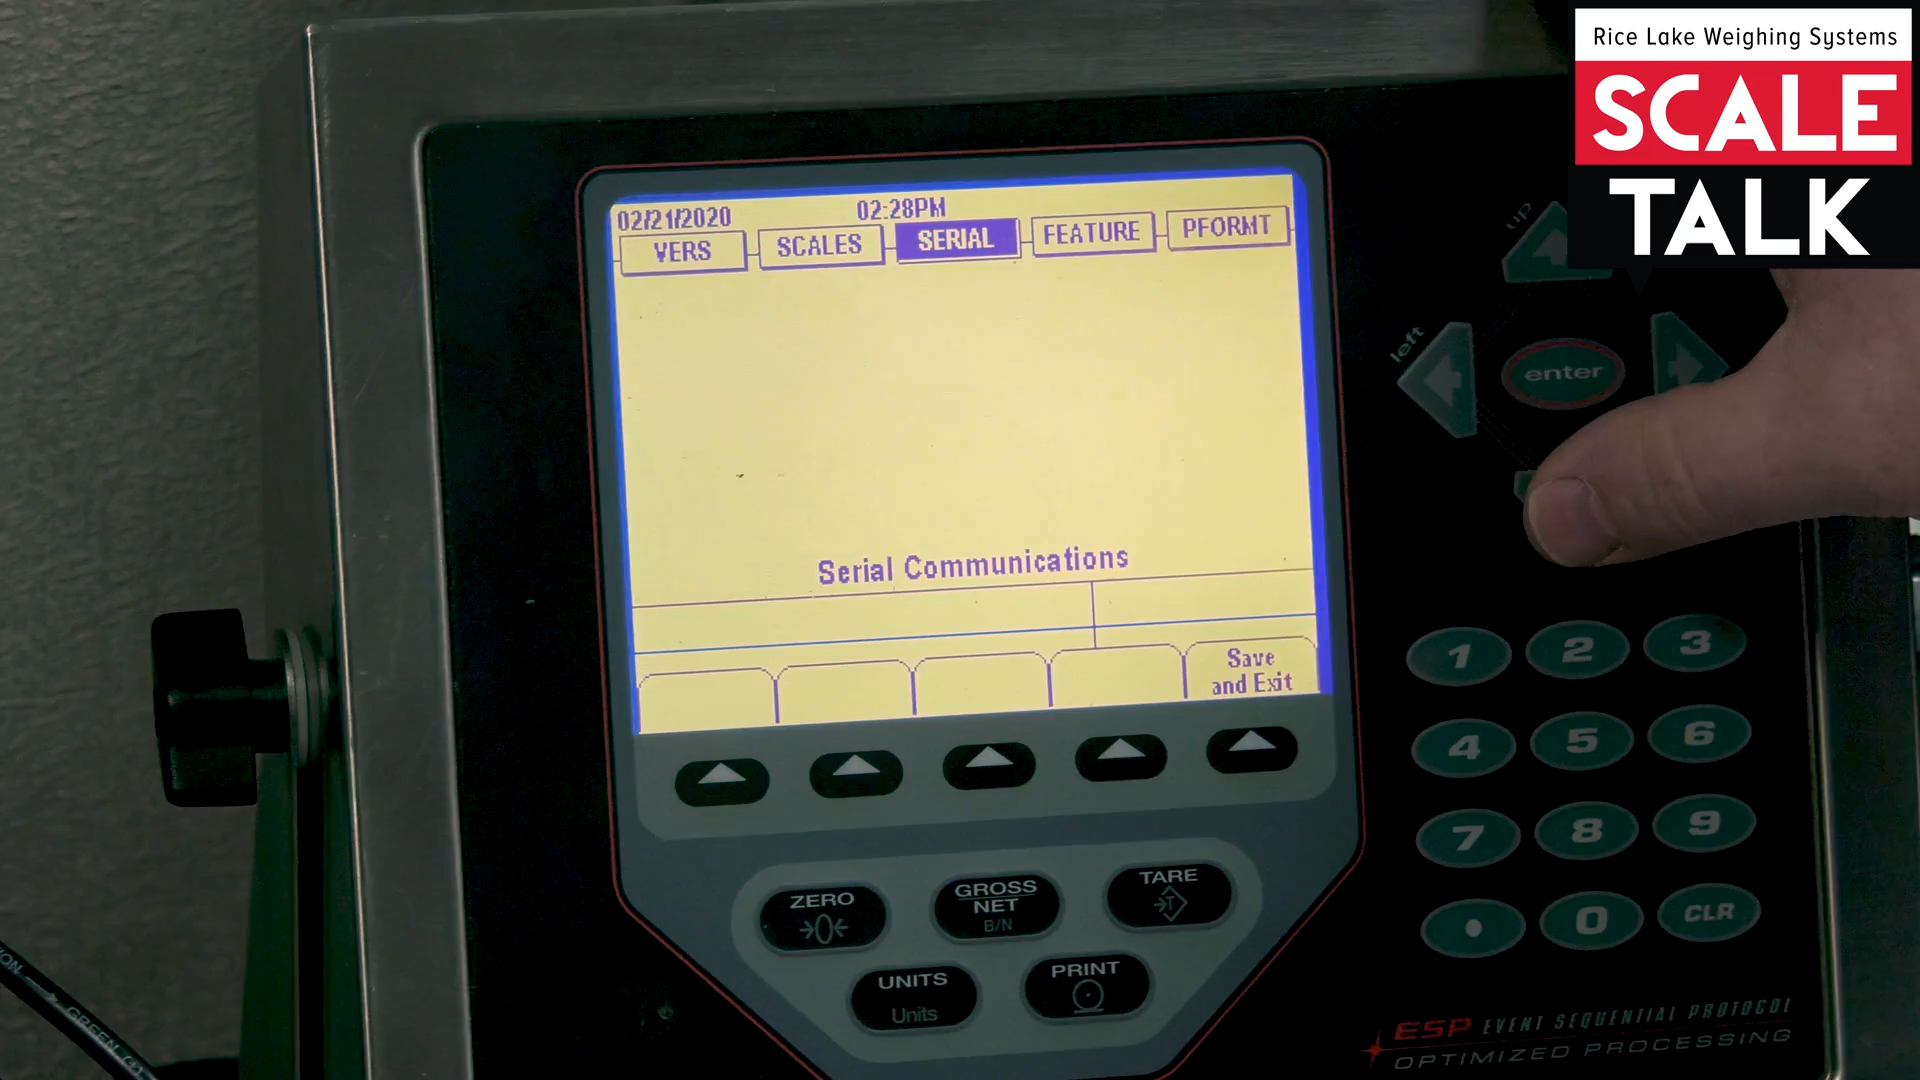 Rice Lake Weighing Systems
SCALE
TALK
02/21/2020 02:28PM
VERS SCALES SERIAL FEATURE PFORMT
Serial Communications
Save
and Exit
up
left
enter
1 2 3
4 5 6
7 8 9
. 0 CLR
ZERO
GROSS
NET
B/N
TARE
T
UNITS
Units
PRINT
ESP EVENT SEQUENTIAL PROTOCOL
OPTIMIZED PROCESSING